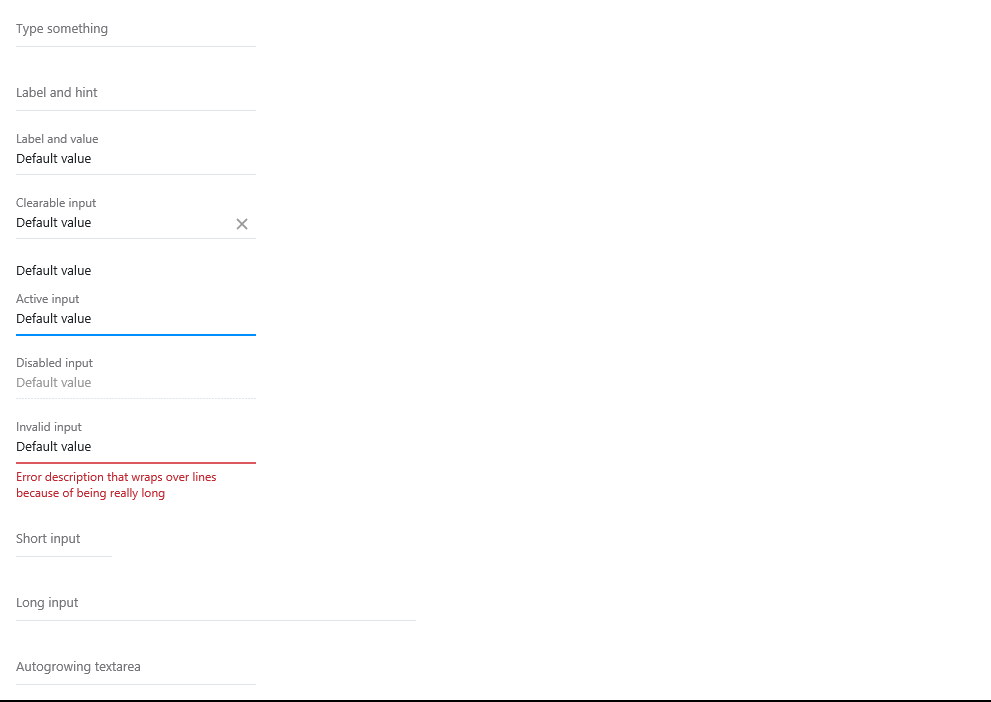 Type something
Label and hint
Label and value
Default value
Clearable input
Default value
Default value
Active input
Default value
Disabled input
Default value
Invalid input
Default value
Error description that wraps over lines
because of being really long
Short input
Long input
Autogrowing textarea